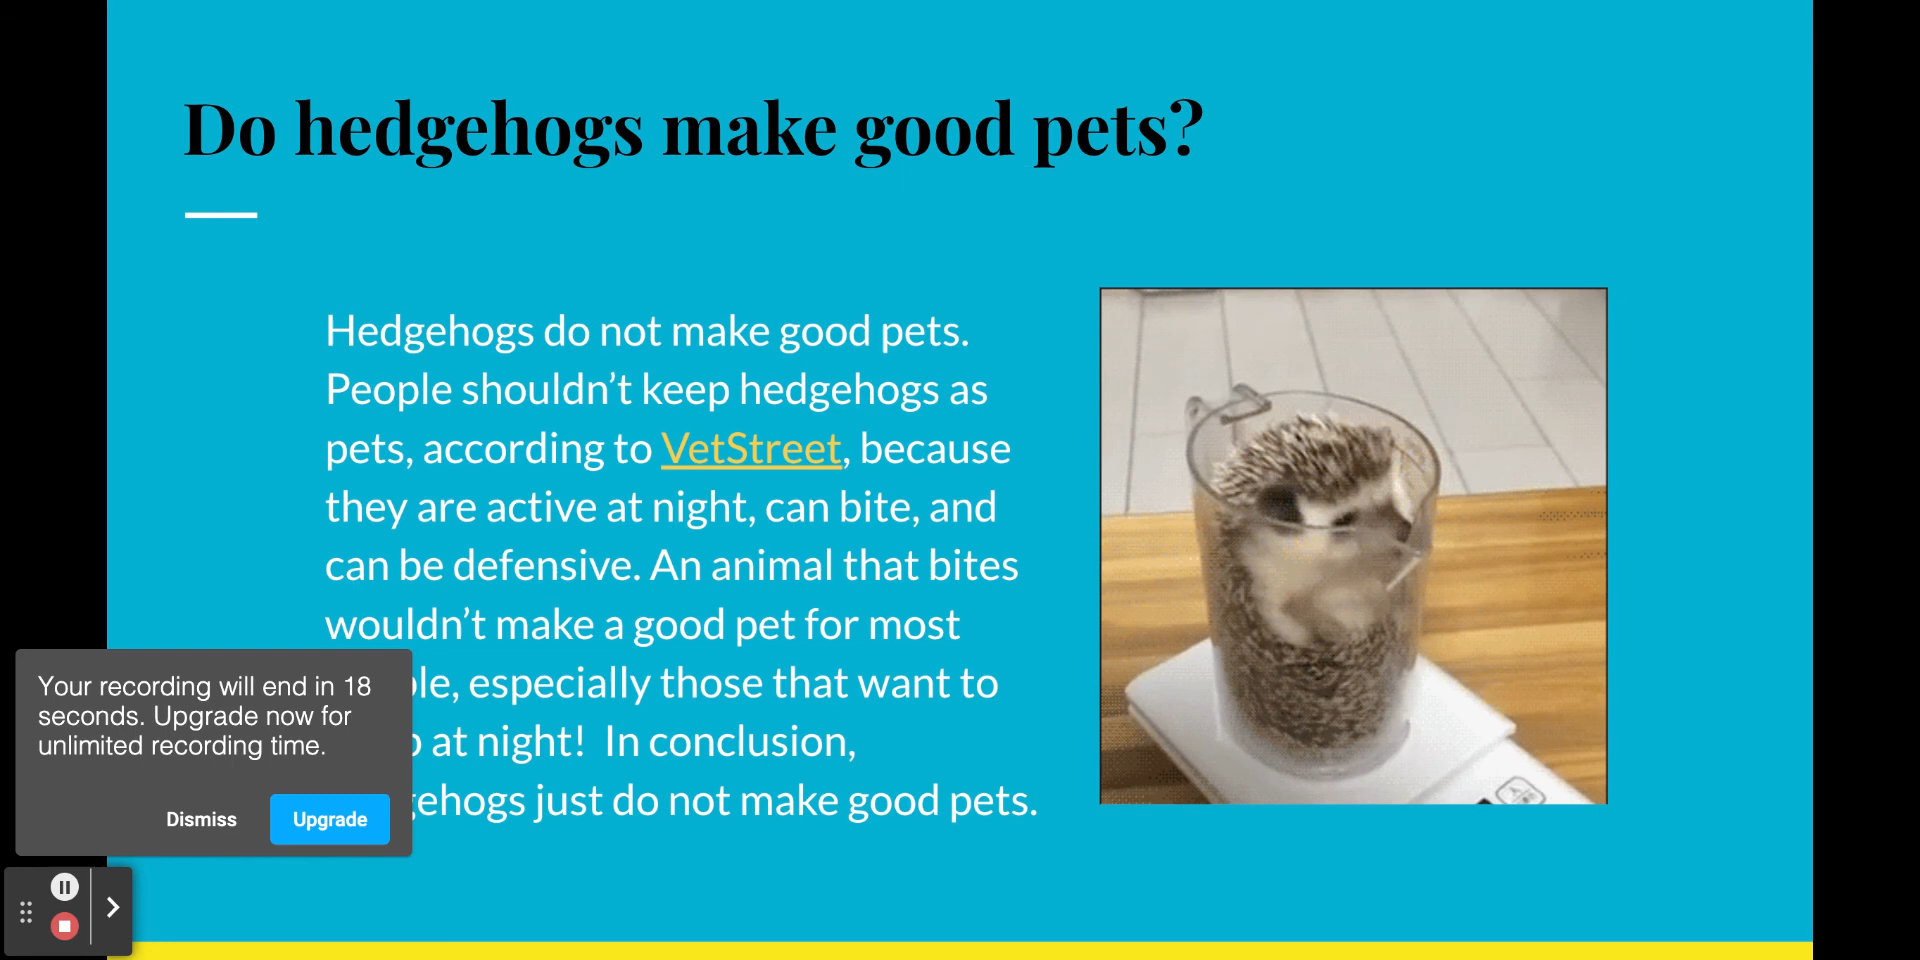 Do hedgehogs make good pets?
Hedgehogs do not make good pets.
People shouldn’t keep hedgehogs as
pets, according to VetStreet, because
they are active at night, can bite, and
can be defensive. An animal that bites
wouldn’t make a good pet for most
especially those that want to
at night!  In conclusion,
just do not make good pets.
Your recording will end in 18
seconds. Upgrade now for
unlimited recording time.
Dismiss
Upgrade